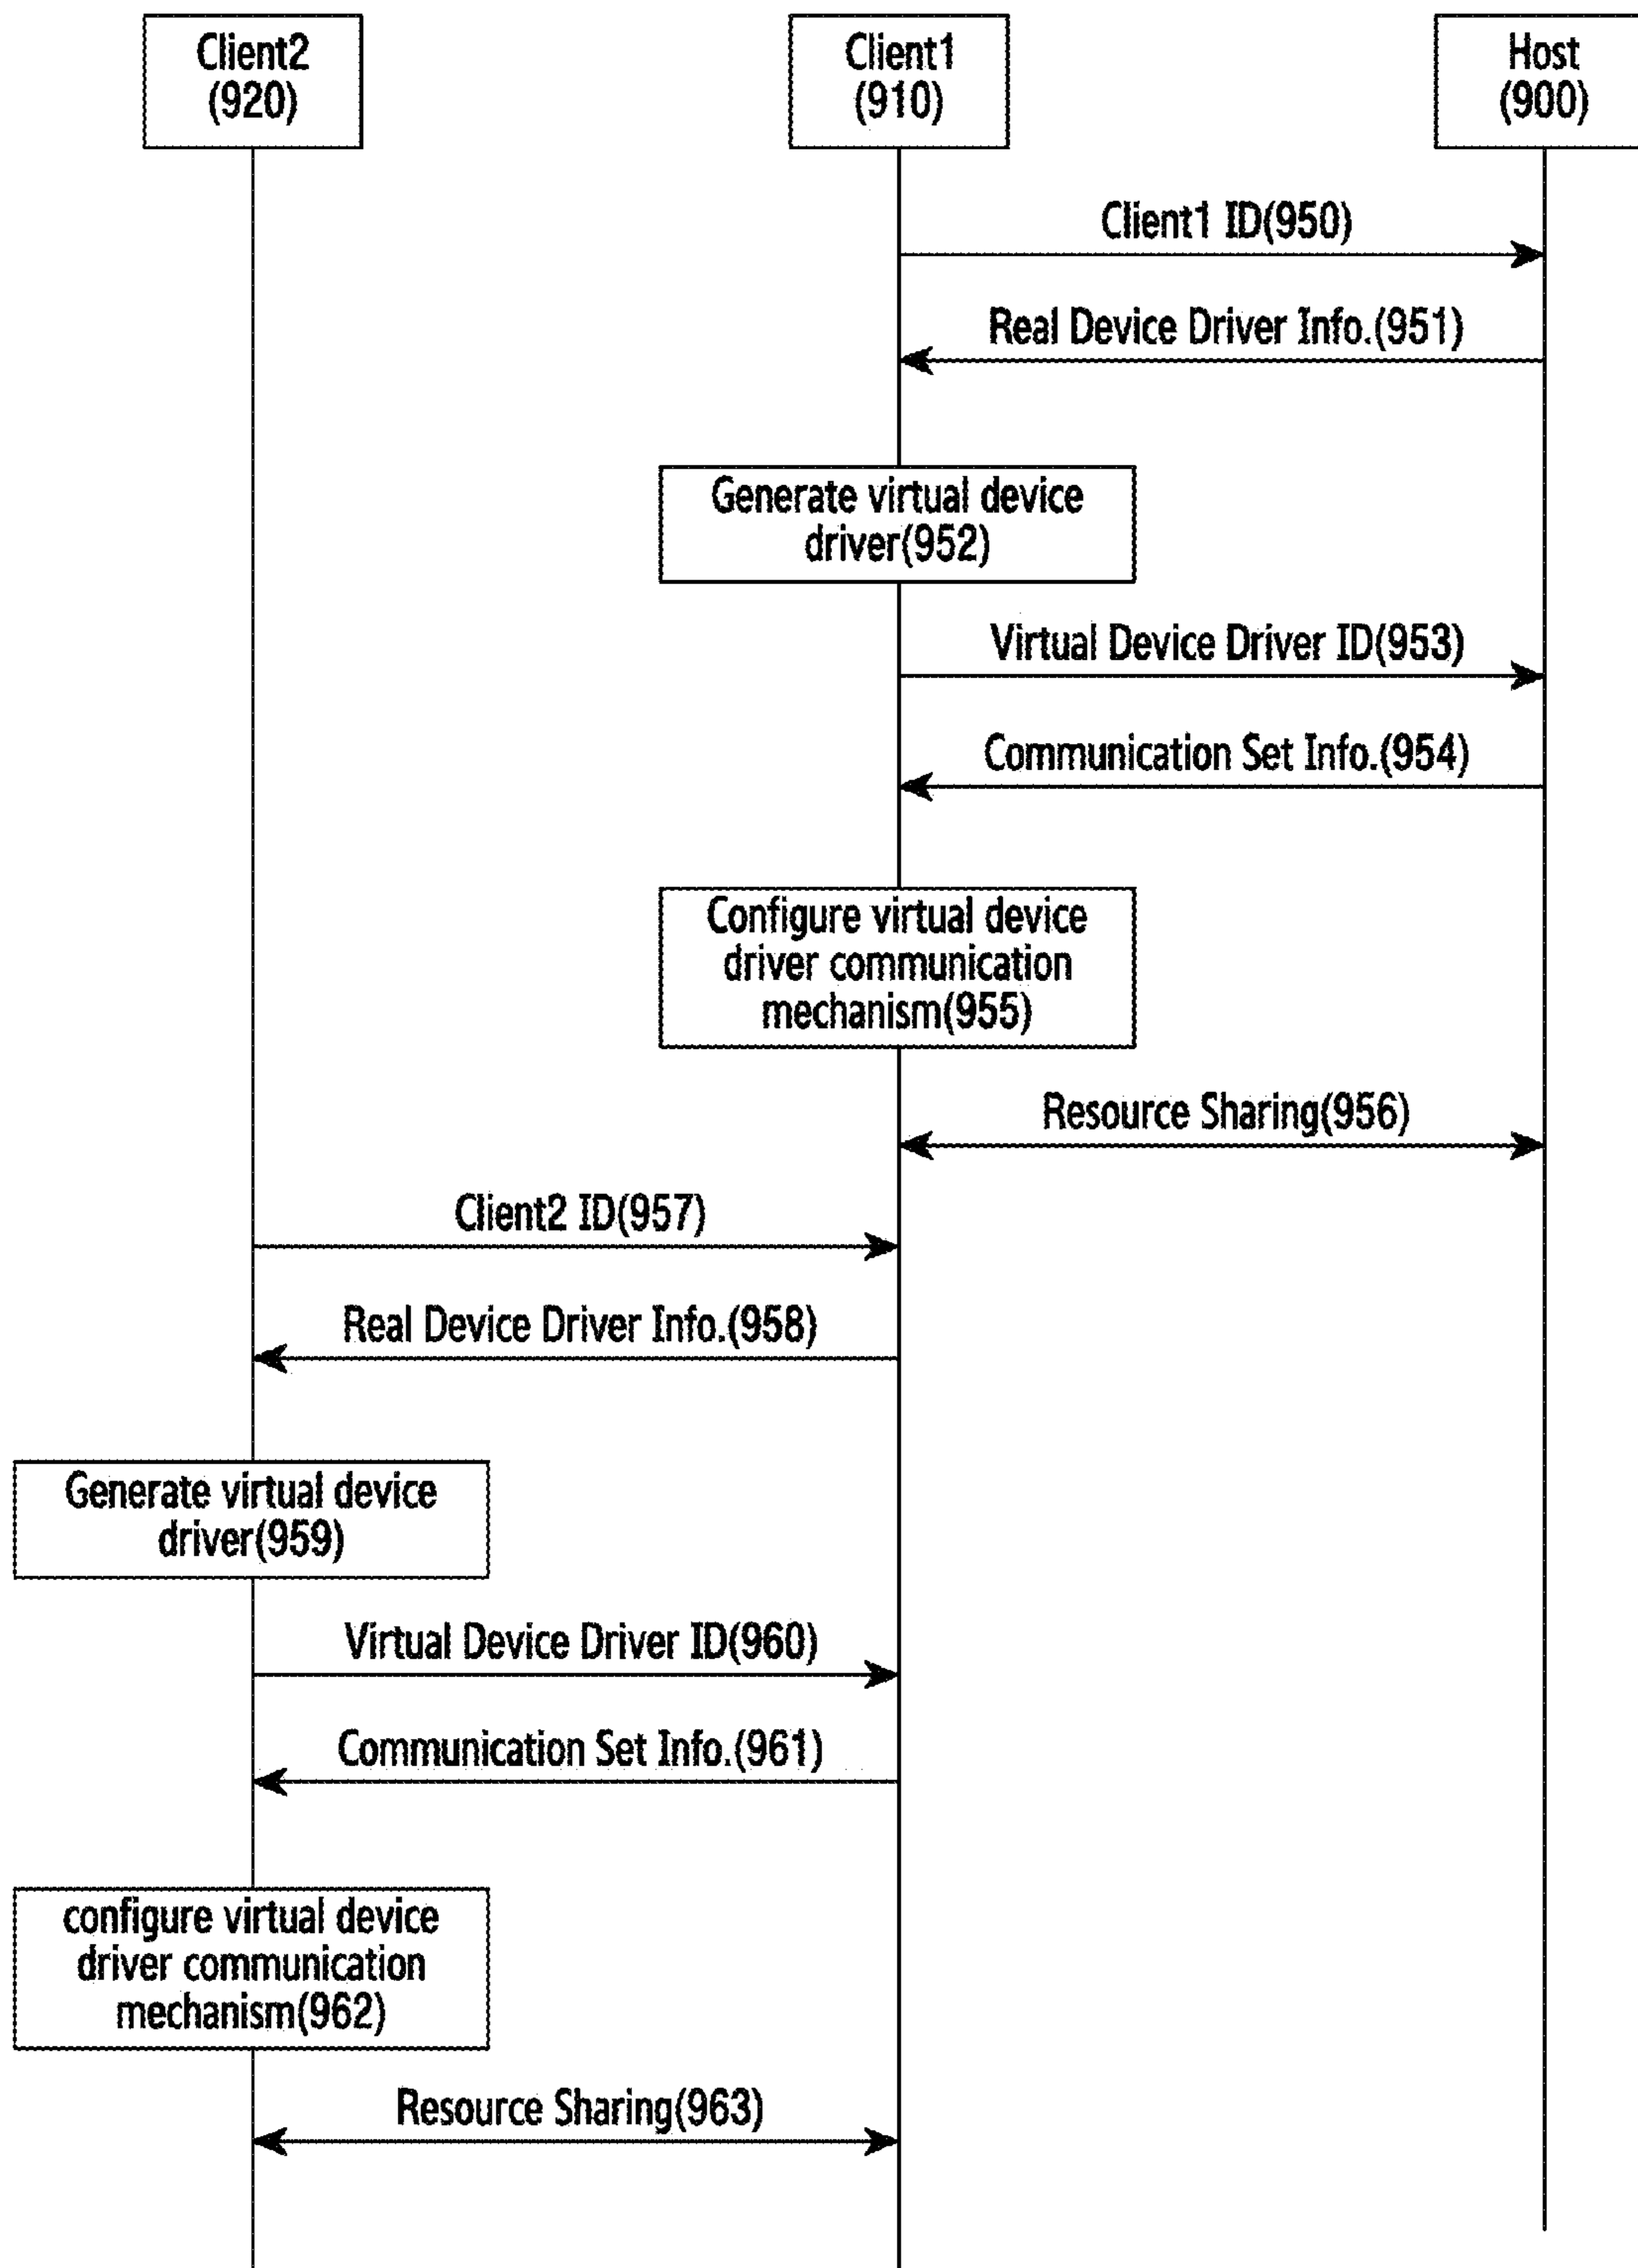 Client2
(920)
Client1
(910)
Host
(900)
Client1 ID(950)
Real Device Driver Info.(951)
Generate virtual device
driver(952)
Virtual Device Driver ID(953)
Communication Set Info.(954)
Configure virtual device
driver communication
mechanism(955)
Resource Sharing(956)
Client2 ID(957)
Real Device Driver Info.(958)
Generate virtual device
driver(959)
Virtual Device Driver ID(960)
Communication Set Info.(961)
configure virtual device
driver communication
mechanism(962)
Resource Sharing(963)